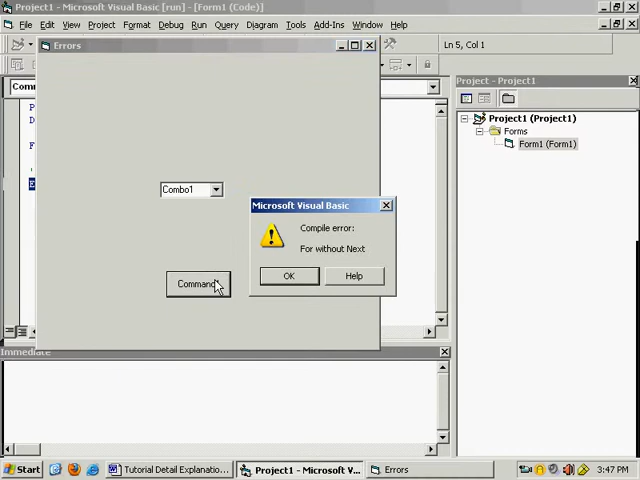 Project1 - Microsoft Visual Basic [run] - [Form1 (Code)]
File Edit View Project Format Debug Run Query Diagram Tools Add-Ins Window Help
Errors
Ln 5, Col 1
Project - Project1
Project1 (Project1)
Forms
Form1 (Form1)
Combo1
Microsoft Visual Basic
Compile error:
For without Next
OK Help
Command
Immediate
Start Tutorial Detail Explanatio... Project1 - Microsoft V... Errors 3:47 PM